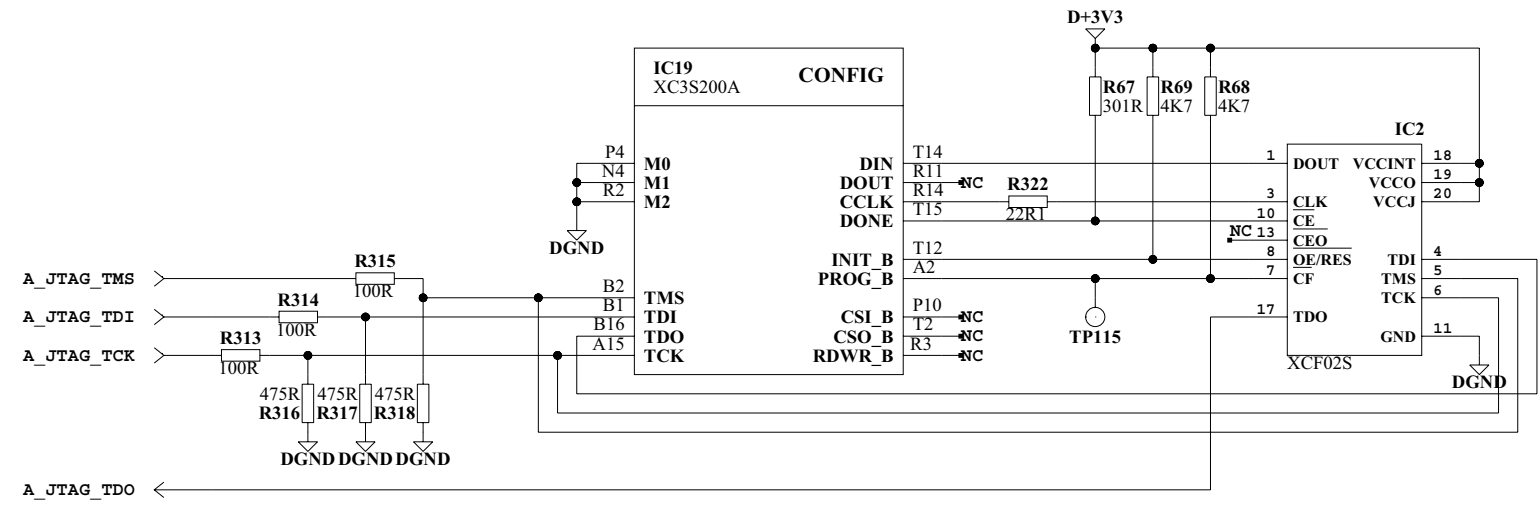 D+3V3
IC19
XC3S200A
CONFIG
R67
301R
R69
4K7
R68
4K7
IC2
P4 M0
N4 M1
R2 M2
DGND
DIN T14
DOUT R11 NC
CCLK R14
DONE T15
INIT_B T12
PROG_B A2
CSI_B P10 NC
CSO_B T2 NC
RDWR_B R3 NC
R322
22R1
TP115
1 DOUT
3 CLK
10 CE
NC 13 CEO
8 OE/RES
7 CF
17 TDO
VCCINT 18
VCCO 19
VCCJ 20
TDI 4
TMS 5
TCK 6
GND 11
XCF02S
DGND
A_JTAG_TMS
R315
100R
B2 TMS
A_JTAG_TDI
R314
100R
B1 TDI
B16 TDO
A_JTAG_TCK
R313
100R
A15 TCK
475R
R316
475R
R317
475R
R318
DGND DGND DGND
A_JTAG_TDO